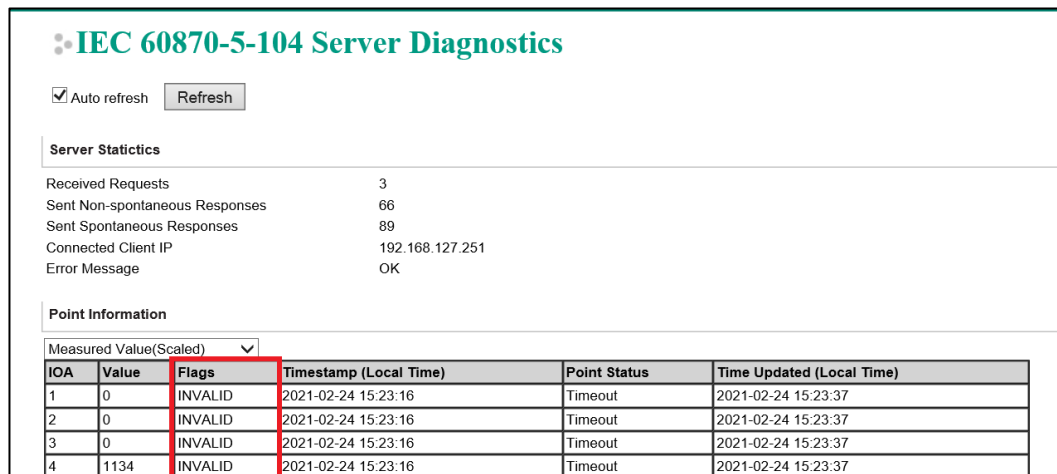 IEC 60870-5-104 Server Diagnostics
Auto refresh Refresh
Server Statictics
Received Requests 3
Sent Non-spontaneous Responses 66
Sent Spontaneous Responses 89
Connected Client IP 192.168.127.251
Error Message OK
Point Information
Measured Value(Scaled)
IOA Value Flags Timestamp (Local Time) Point Status Time Updated (Local Time)
1 0 INVALID 2021-02-24 15:23:16 Timeout 2021-02-24 15:23:37
2 0 INVALID 2021-02-24 15:23:16 Timeout 2021-02-24 15:23:37
3 0 INVALID 2021-02-24 15:23:16 Timeout 2021-02-24 15:23:37
4 1134 INVALID 2021-02-24 15:23:16 Timeout 2021-02-24 15:23:37